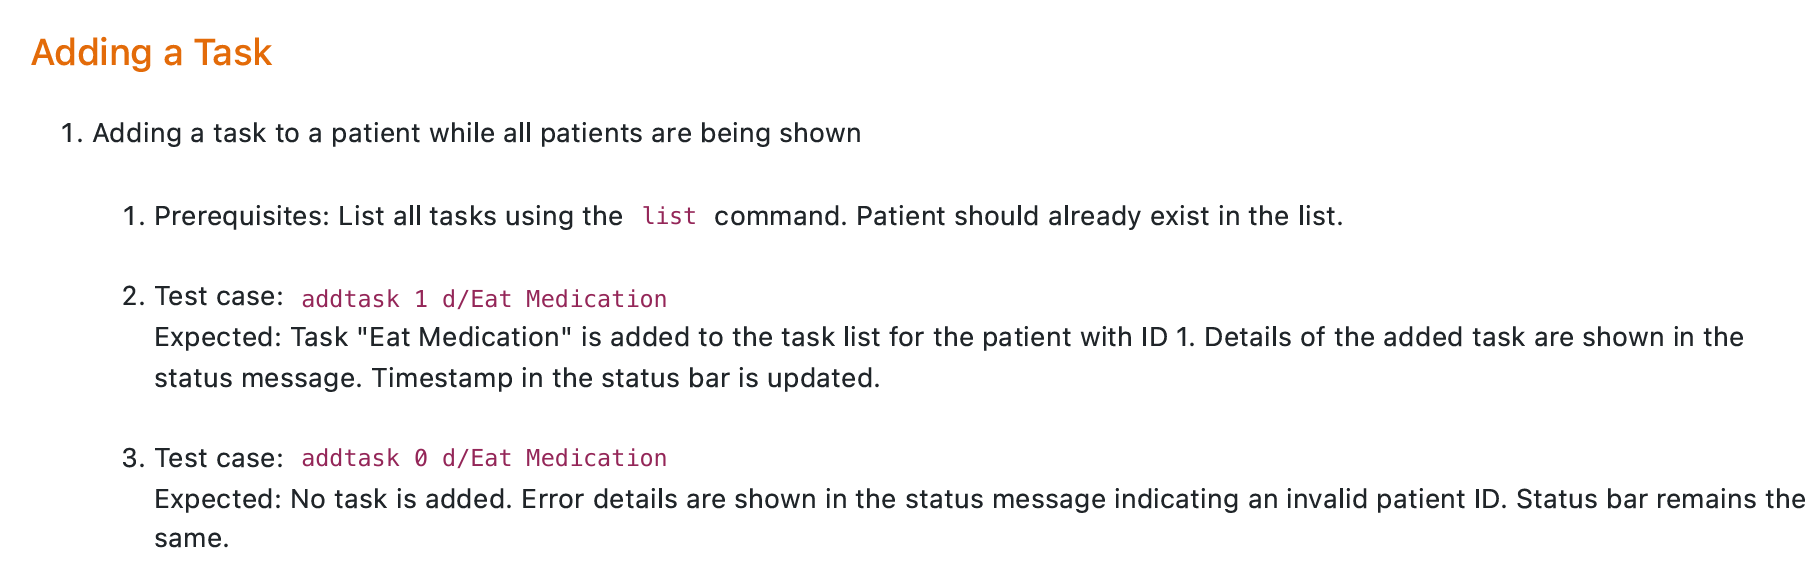 Adding a Task
1. Adding a task to a patient while all patients are being shown
1. Prerequisites: List all tasks using the list command. Patient should already exist in the list.
2. Test case: addtask 1 d/Eat Medication
Expected: Task "Eat Medication" is added to the task list for the patient with ID 1. Details of the added task are shown in the
status message. Timestamp in the status bar is updated.
3. Test case: addtask 0 d/Eat Medication
Expected: No task is added. Error details are shown in the status message indicating an invalid patient ID. Status bar remains the
same.